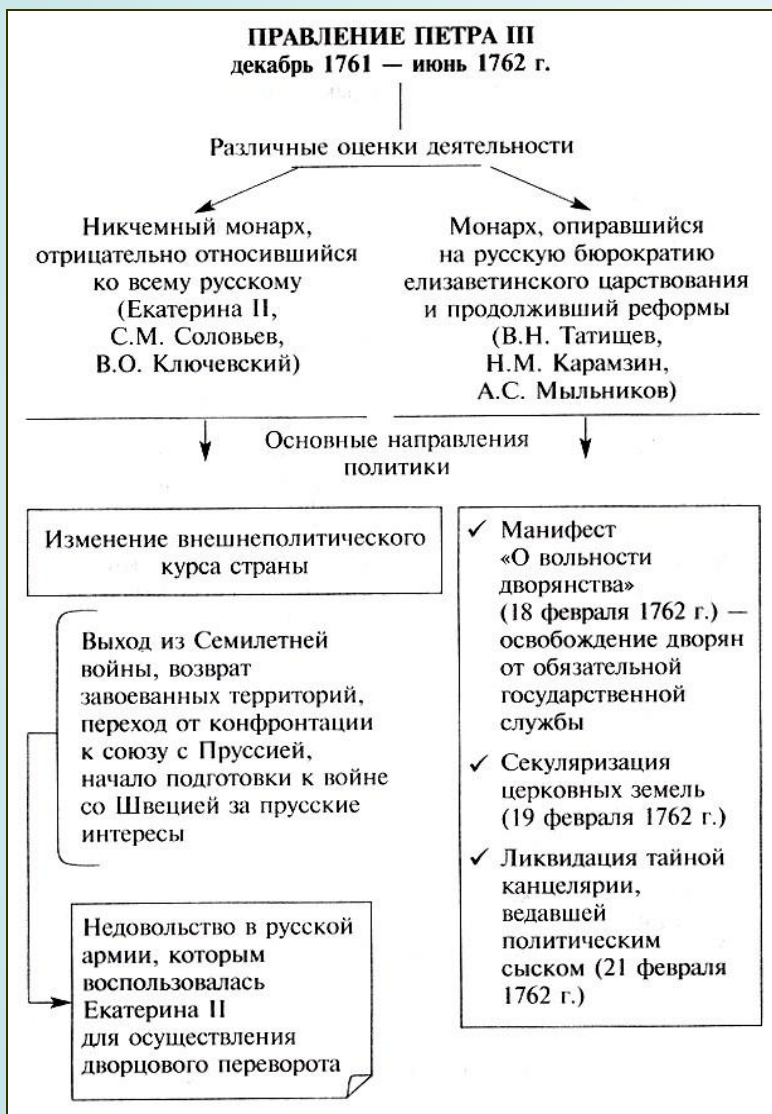 ПРАВЛЕНИЕ ПЕТРА III
декабрь 1761 — июнь 1762 г.
Различные оценки деятельности
Никчемный монарх,
отрицательно относившийся
ко всему русскому
(Екатерина II,
С.М. Соловьев,
В.О. Ключевский)
Монарх, опиравшийся
на русскую бюрократию
елизаветинского царствования
и продолживший реформы
(В.Н. Татищев,
Н.М. Карамзин,
А.С. Мыльников)
Основные направления
политики
Изменение внешнеполитического
курса страны
Выход из Семилетней
войны, возврат
завоеванных территорий,
переход от конфронтации
к союзу с Пруссией,
начало подготовки к войне
со Швецией за прусские
интересы
Недовольство в русской
армии, которым
воспользовалась
Екатерина II
для осуществления
дворцового переворота
✓ Манифест
«О вольности
дворянства»
(18 февраля 1762 г.) —
освобождение дворян
от обязательной
государственной
службы
✓ Секуляризация
церковных земель
(19 февраля 1762 г.)
✓ Ликвидация тайной
канцелярии,
ведавшей
политическим
сыском (21 февраля
1762 г.)